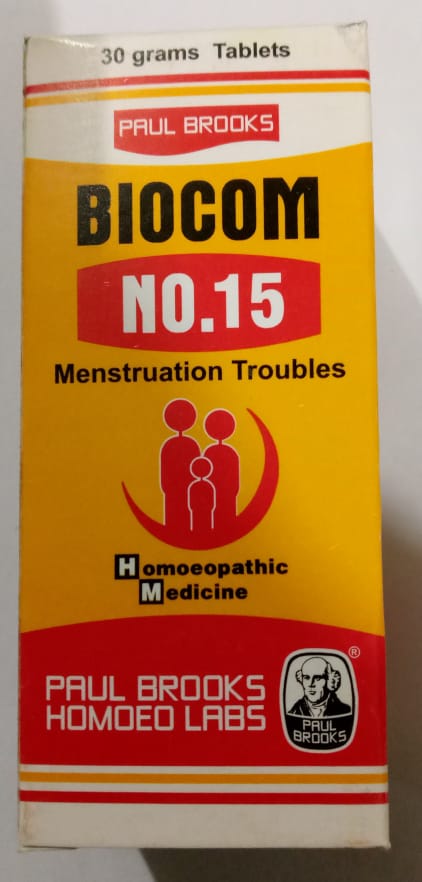 30 grams Tablets
PAUL BROOKS
BIOCOM
NO.15
Menstruation Troubles
Homoeopathic
Medicine
PAUL BROOKS
HOMOEO LABS
®
PAUL
BROOKS